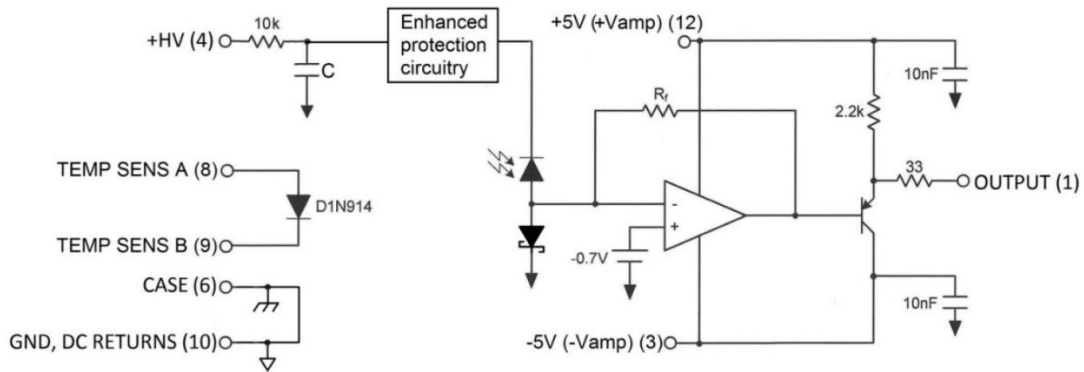 +HV (4)
10k
C
Enhanced
protection
circuitry
+5V (+Vamp) (12)
10nF
Rf
2.2k
TEMP SENS A (8)
D1N914
TEMP SENS B (9)
-
+
-0.7V
33
OUTPUT (1)
CASE (6)
GND, DC RETURNS (10)
-5V (-Vamp) (3)
10nF